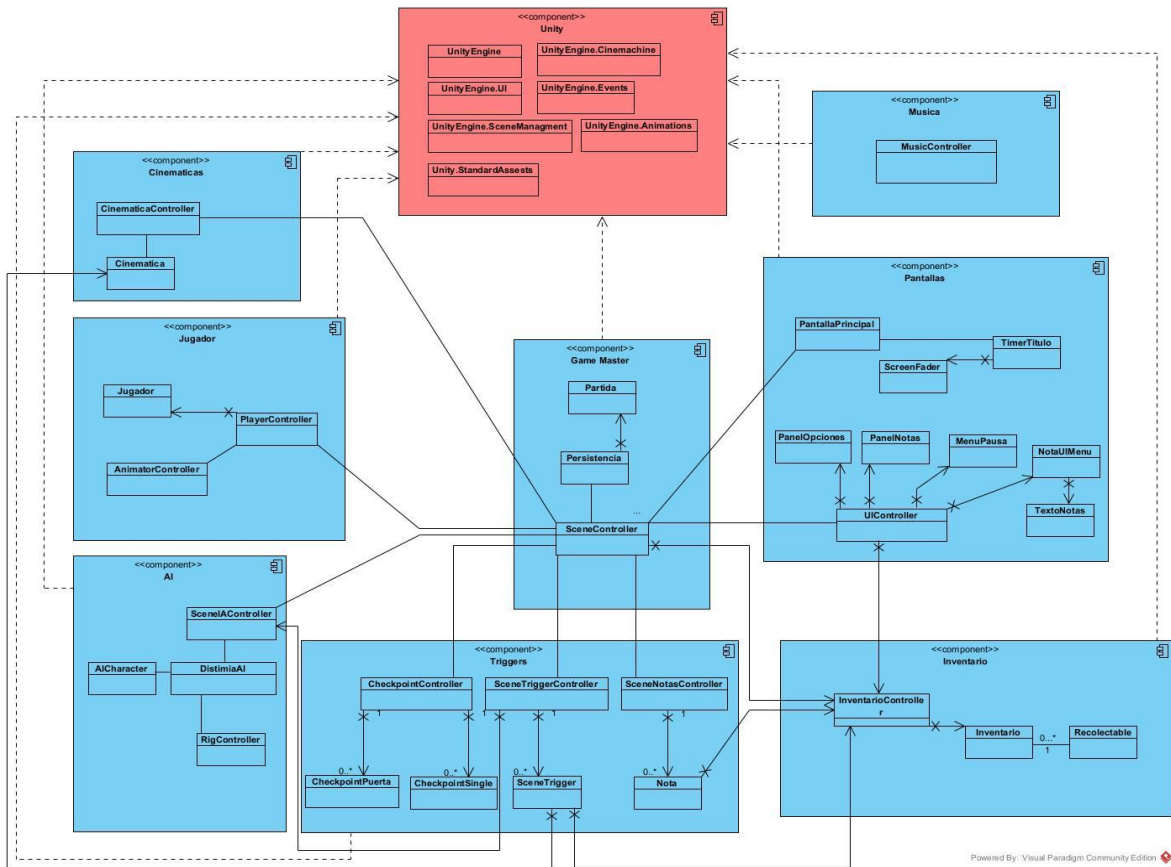 <<component>>
Unity
UnityEngine
UnityEngine.Cinemachine
UnityEngine.UI
UnityEngine.Events
UnityEngine.SceneManagment
UnityEngine.Animations
Unity.StandardAssests
<<component>>
Musica
MusicController
<<component>>
Cinematicas
CinematicaController
Cinematica
<<component>>
Jugador
Jugador
PlayerController
AnimatorController
<<component>>
Game Master
Partida
Persistencia
...
SceneController
<<component>>
Pantallas
PantallaPrincipal
TimerTitulo
ScreenFader
PanelOpciones
PanelNotas
MenuPausa
NotaUIMenu
TextoNotas
UIController
<<component>>
AI
SceneIAController
AICharacter
DistimiaAI
RigController
<<component>>
Triggers
CheckpointController
SceneTriggerController
SceneNotasController
1
1
1
1
0..*
0..*
0..*
0..*
CheckpointPuerta
CheckpointSingle
SceneTrigger
Nota
<<component>>
Inventario
InventarioControlle
r
Inventario
0...*
1
Recolectable
Powered By: Visual Paradigm Community Edition